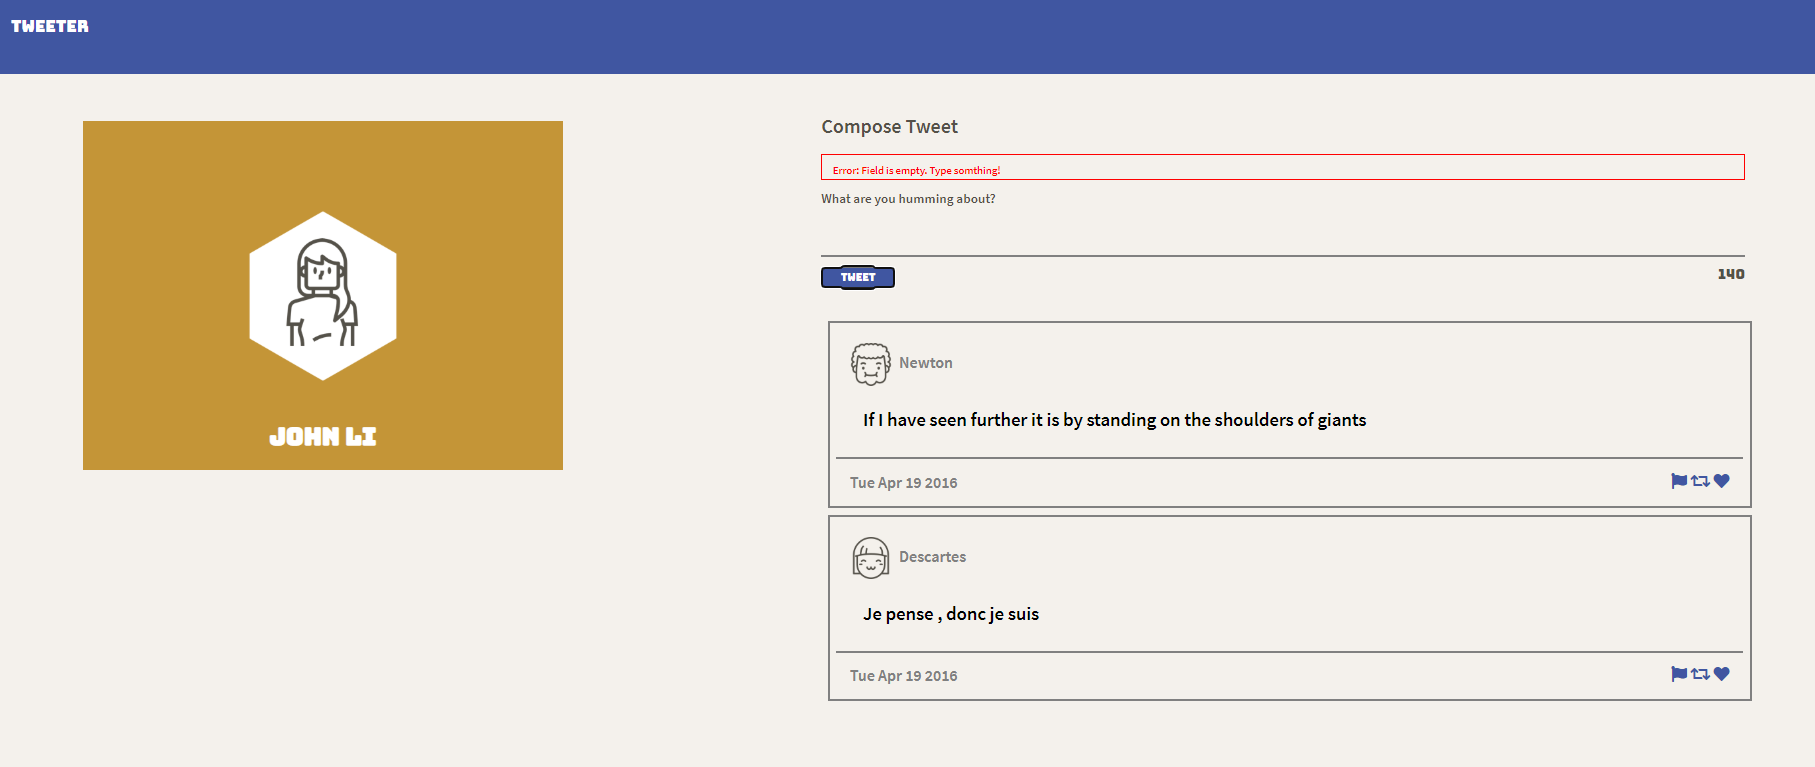 TWEETER
JOHN LI
Compose Tweet
Error: Field is empty. Type somthing!
What are you humming about?
TWEET
140
Newton
If I have seen further it is by standing on the shoulders of giants
Tue Apr 19 2016
Descartes
Je pense , donc je suis
Tue Apr 19 2016